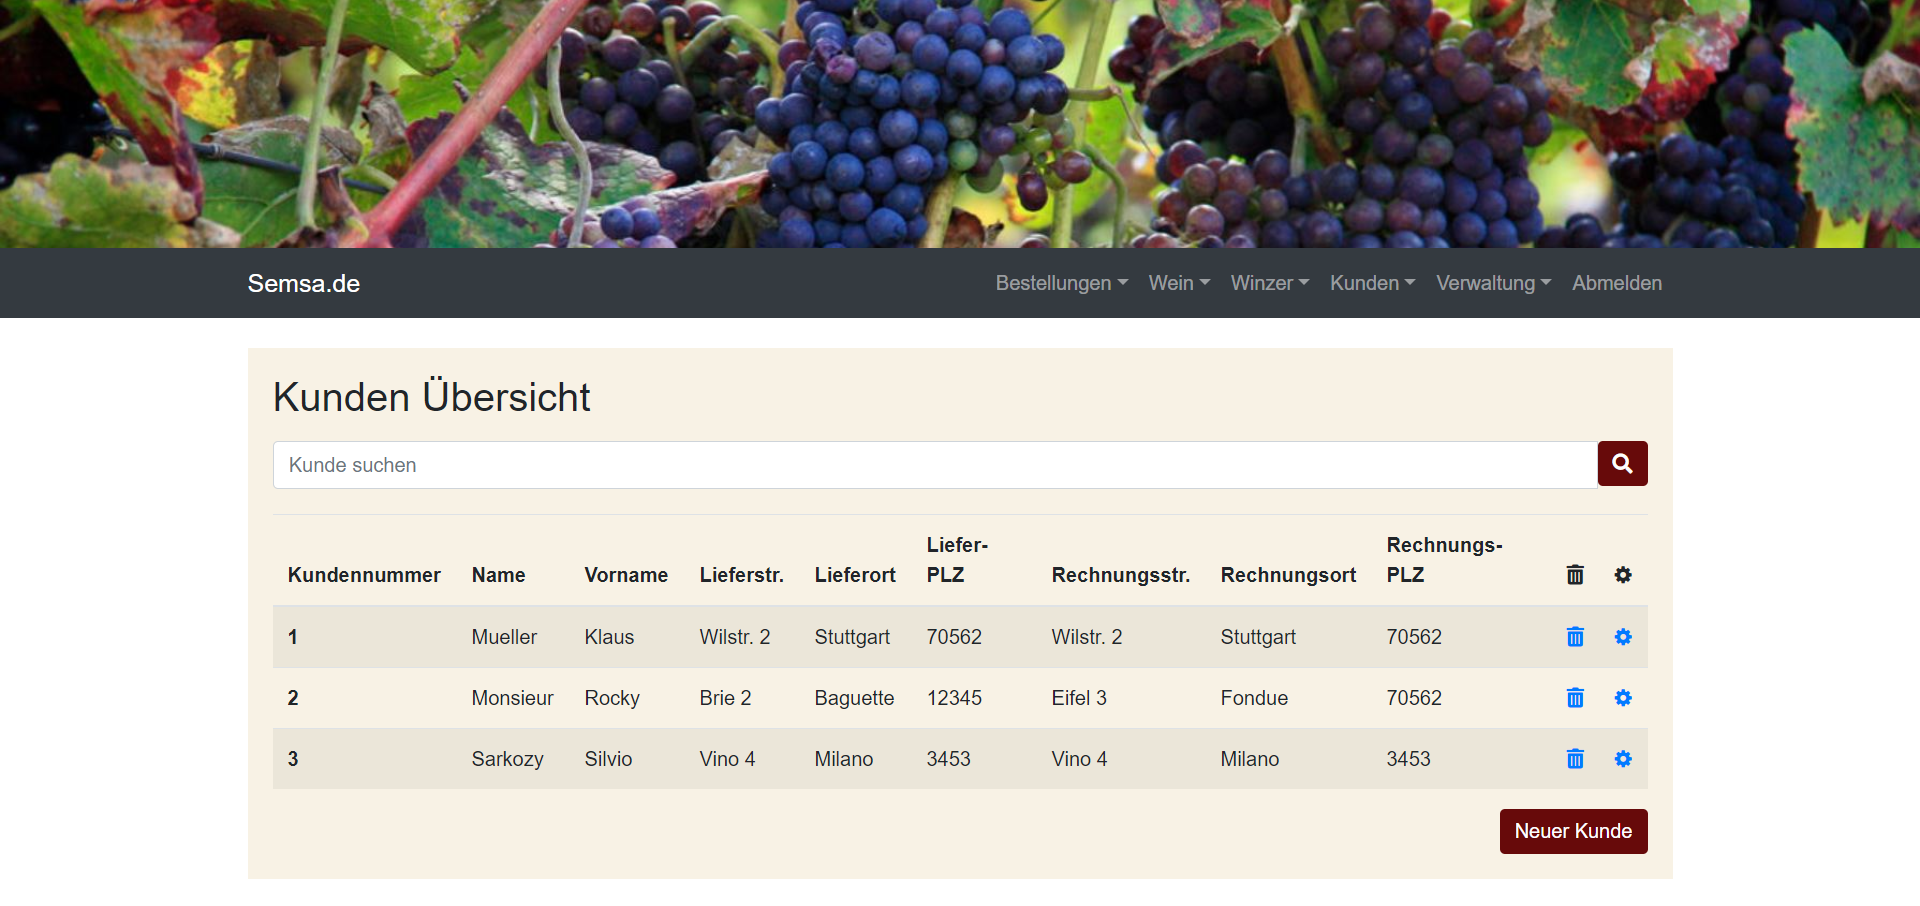 Semsa.de Bestellungen Wein Winzer Kunden Verwaltung Abmelden
Kunden Übersicht
Kunde suchen
Kundennummer Name Vorname Lieferstr. Lieferort Liefer-PLZ Rechnungsstr. Rechnungsort Rechnungs-PLZ
1 Mueller Klaus Wilstr. 2 Stuttgart 70562 Wilstr. 2 Stuttgart 70562
2 Monsieur Rocky Brie 2 Baguette 12345 Eifel 3 Fondue 70562
3 Sarkozy Silvio Vino 4 Milano 3453 Vino 4 Milano 3453
Neuer Kunde